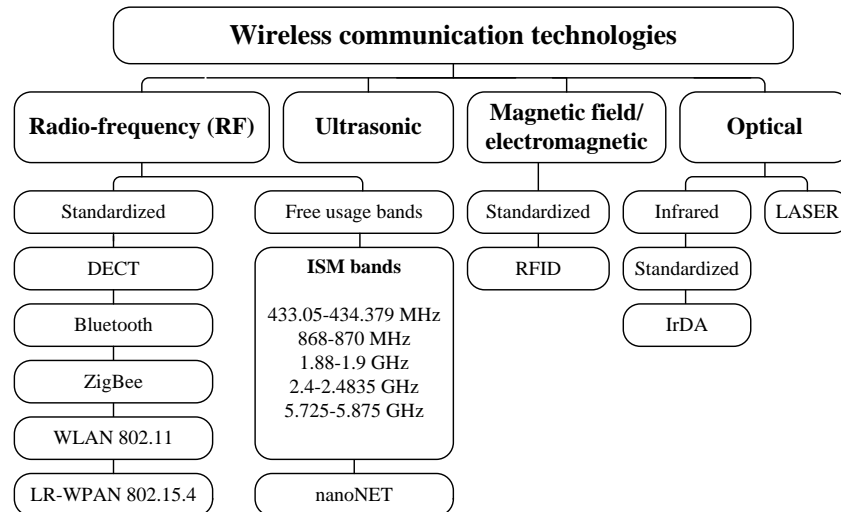 Wireless communication technologies
Radio-frequency (RF)
Ultrasonic
Magnetic field/
electromagnetic
Optical
Standardized
Free usage bands
Standardized
Infrared
LASER
DECT
ISM bands
RFID
Standardized
433.05-434.379 MHz
Bluetooth
IrDA
868-870 MHz
1.88-1.9 GHz
ZigBee
2.4-2.4835 GHz
5.725-5.875 GHz
WLAN 802.11
LR-WPAN 802.15.4
nanoNET